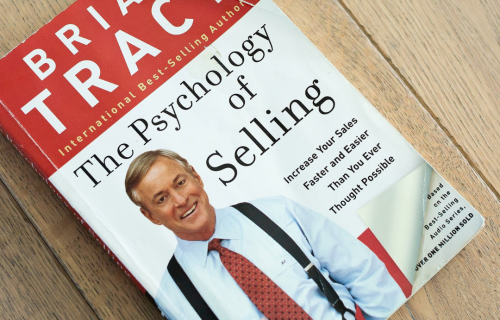 BRIA
TRACY
International Best-Selling Author
The Psychology
of
Selling
Increase Your Sales
Faster and Easier
Than You Ever
Thought Possible
Based
on the
Best-Selling
Audio Series,
OVER ONE MILLION SOLD